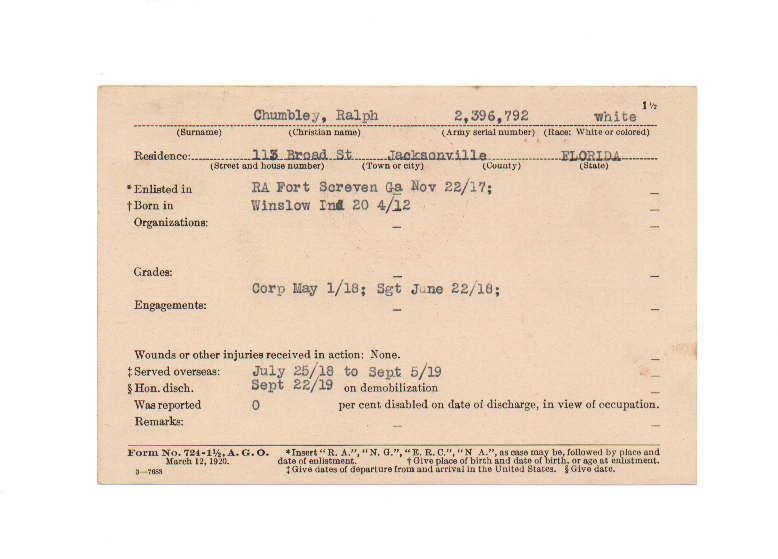 1½
Chumbley, Ralph 2,396,792 white
(Surname) (Christian name) (Army serial number) (Race: White or colored)
Residence: 113 Broad St Jacksonville FLORIDA
(Street and house number) (Town or city) (County) (State)
*Enlisted in RA Fort Screven Ga Nov 22/17;
†Born in Winslow Ind 20 4/12
Organizations:
Grades:
Corp May 1/18; Sgt June 22/18;
Engagements:
Wounds or other injuries received in action: None.
‡Served overseas: July 25/18 to Sept 5/19
§Hon. disch. Sept 22/19 on demobilization
Was reported 0 per cent disabled on date of discharge, in view of occupation.
Remarks:
Form No. 724-1½, A. G. O. *Insert "R. A.", "N. G.", "E. R. C.", "N A.", as case may be, followed by place and
March 12, 1920. date of enlistment. †Give place of birth and date of birth, or age at enlistment.
3—7688 ‡Give dates of departure from and arrival in the United States. §Give date.